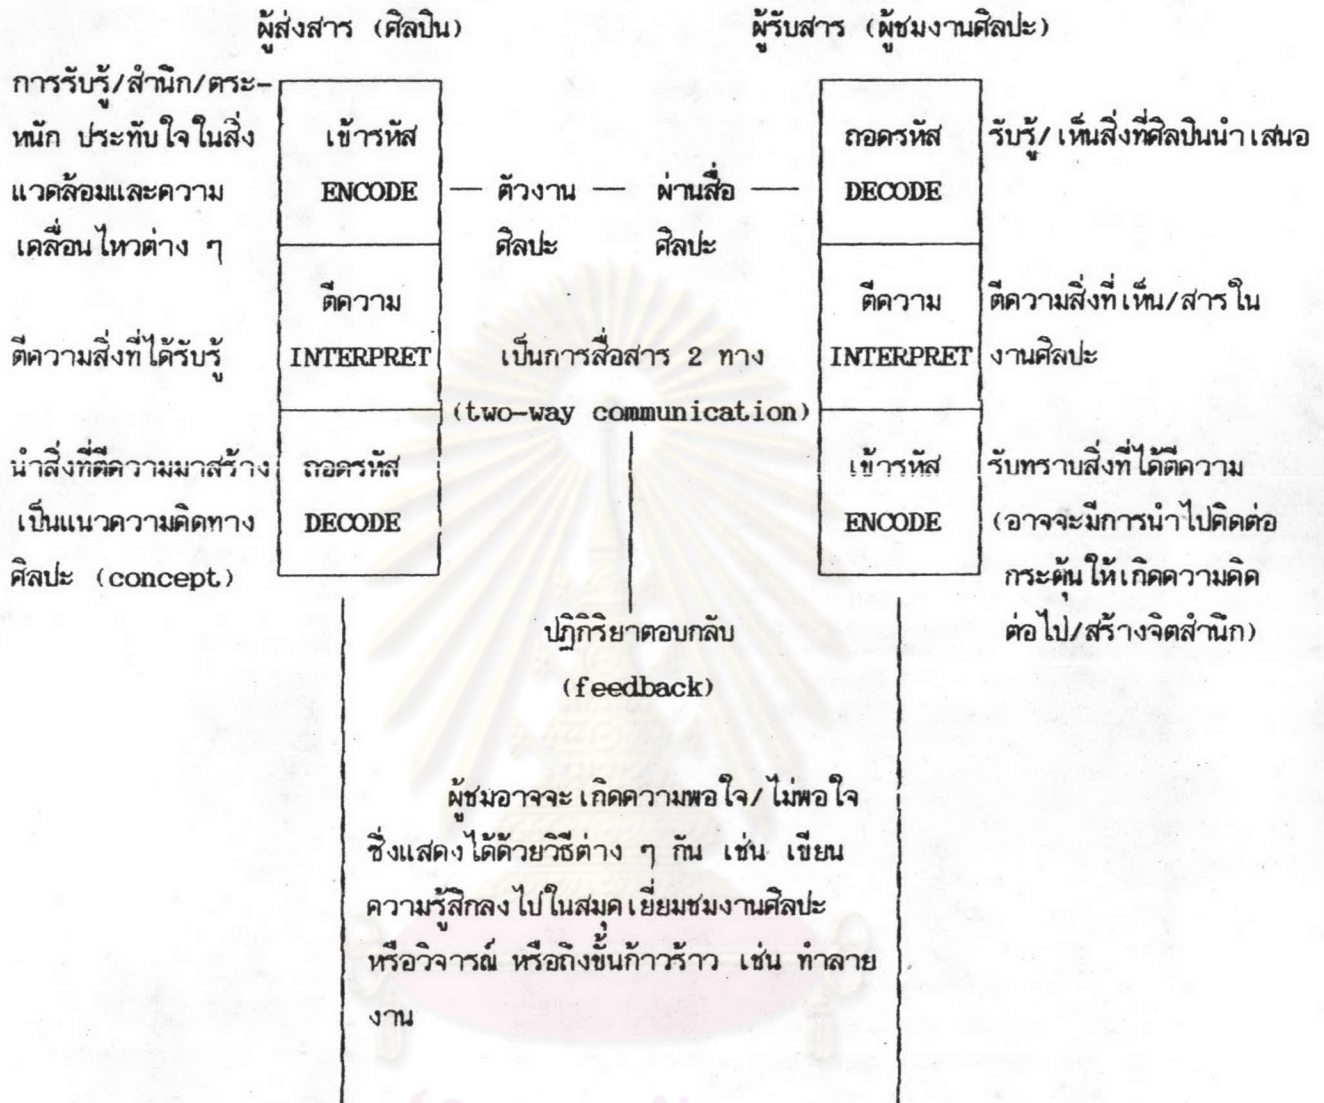 ผู้ส่งสาร (ศิลปิน)
ผู้รับสาร (ผู้ชมงานศิลปะ)
การรับรู้/สำนึก/ตระ-
หนัก ประทับใจในสิ่ง
แวดล้อมและความ
เคลื่อนไหวต่าง ๆ
เข้ารหัส
ENCODE
ตัวงาน
ศิลปะ
ผ่านสื่อ
ศิลปะ
ถอดรหัส
DECODE
รับรู้/เห็นสิ่งที่ศิลปินนำเสนอ
ตีความสิ่งที่ได้รับรู้
ตีความ
INTERPRET
เป็นการสื่อสาร 2 ทาง
(two-way communication)
ตีความ
INTERPRET
ตีความสิ่งที่เห็น/สารใน
งานศิลปะ
นำสิ่งที่ตีความมาสร้าง
เป็นแนวความคิดทาง
ศิลปะ (concept)
ถอดรหัส
DECODE
เข้ารหัส
ENCODE
รับทราบสิ่งที่ได้ตีความ
(อาจจะมีการนำไปคิดต่อ
กระตุ้นให้เกิดความคิด
ต่อไป/สร้างจิตสำนึก)
ปฏิกิริยาตอบกลับ
(feedback)
ผู้ชมอาจจะเกิดความพอใจ/ไม่พอใจ
ซึ่งแสดงได้ด้วยวิธีต่าง ๆ กัน เช่น เขียน
ความรู้สึกลงไปในสมุดเยี่ยมชมงานศิลปะ
หรือวิจารณ์ หรือถึงขั้นก้าวร้าว เช่น ทำลาย
งาน